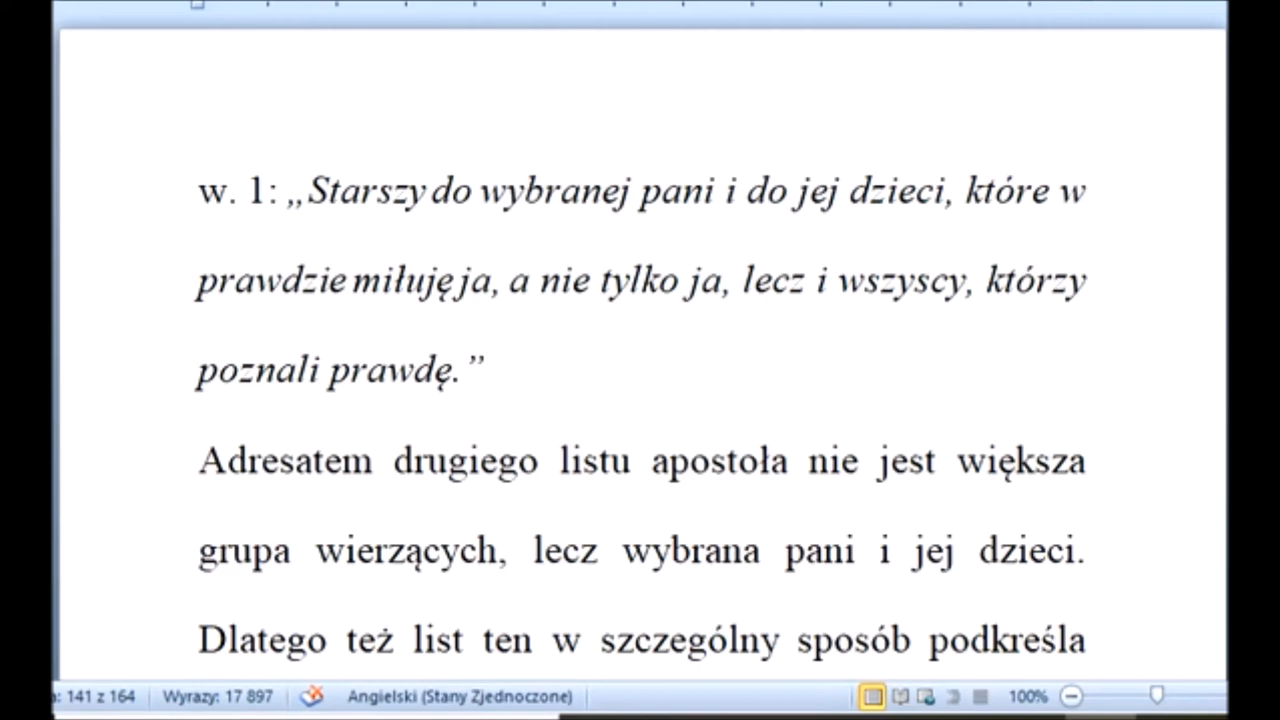 w. 1: „Starszy do wybranej pani i do jej dzieci, które w
prawdzie miłuję ja, a nie tylko ja, lecz i wszyscy, którzy
poznali prawdę.”
Adresatem drugiego listu apostoła nie jest większa
grupa wierzących, lecz wybrana pani i jej dzieci.
Dlatego też list ten w szczególny sposób podkreśla
: 141 z 164 Wyrazy: 17 897 Angielski (Stany Zjednoczone) 100%